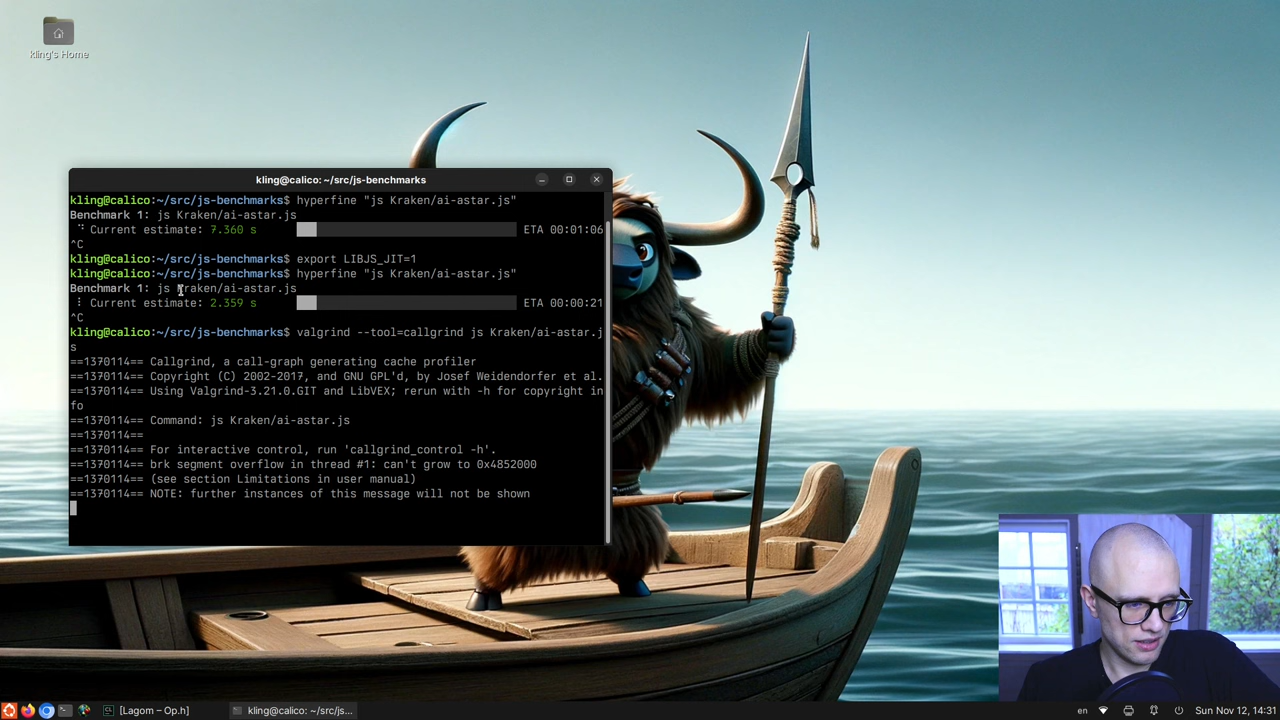 kling's Home
kling@calico: ~/src/js-benchmarks
kling@calico:~/src/js-benchmarks$ hyperfine "js Kraken/ai-astar.js"
Benchmark 1: js Kraken/ai-astar.js
Current estimate: 7.360 s ETA 00:01:06
^C
kling@calico:~/src/js-benchmarks$ export LIBJS_JIT=1
kling@calico:~/src/js-benchmarks$ hyperfine "js Kraken/ai-astar.js"
Benchmark 1: js Kraken/ai-astar.js
Current estimate: 2.359 s ETA 00:00:21
^C
kling@calico:~/src/js-benchmarks$ valgrind --tool=callgrind js Kraken/ai-astar.j
s
==1370114== Callgrind, a call-graph generating cache profiler
==1370114== Copyright (C) 2002-2017, and GNU GPL'd, by Josef Weidendorfer et al.
==1370114== Using Valgrind-3.21.0.GIT and LibVEX; rerun with -h for copyright in
fo
==1370114== Command: js Kraken/ai-astar.js
==1370114==
==1370114== For interactive control, run 'callgrind_control -h'.
==1370114== brk segment overflow in thread #1: can't grow to 0x4852000
==1370114== (see section Limitations in user manual)
==1370114== NOTE: further instances of this message will not be shown
[Lagom – Op.h] kling@calico: ~/src/js... en Sun Nov 12, 14:31